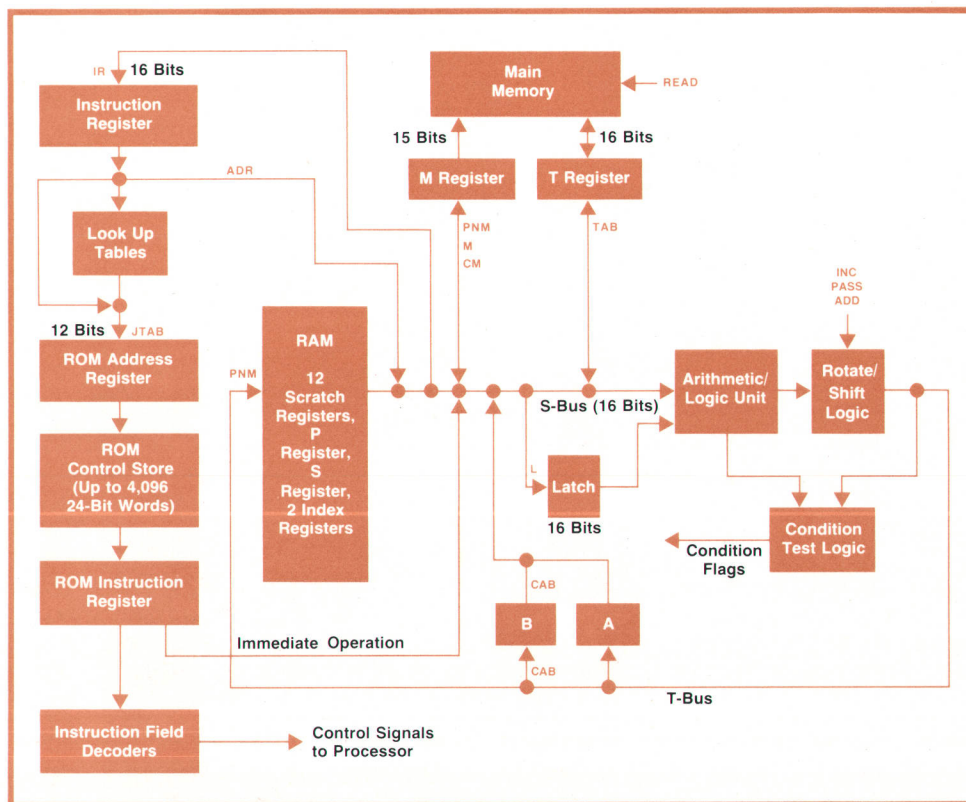 IR
16 Bits
Instruction
Register
ADR
Look Up
Tables
12 Bits
JTAB
ROM Address
Register
ROM
Control Store
(Up to 4,096
24-Bit Words)
ROM Instruction
Register
Immediate Operation
Instruction Field
Decoders
Control Signals
to Processor
Main
Memory
READ
15 Bits
16 Bits
M Register
T Register
PNM
M
CM
TAB
PNM
RAM
12
Scratch
Registers,
P
Register,
S
Register,
2 Index
Registers
S-Bus (16 Bits)
L
Latch
16 Bits
Arithmetic/
Logic Unit
INC
PASS
ADD
Rotate/
Shift
Logic
Condition
Test Logic
Condition
Flags
CAB
B
A
CAB
T-Bus